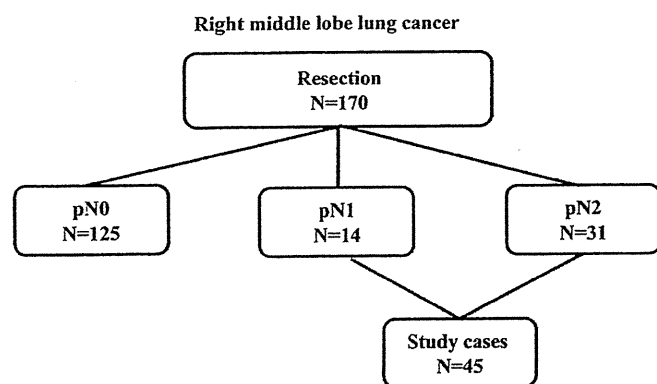 Right middle lobe lung cancer
Resection
N=170
pN0
N=125
pN1
N=14
pN2
N=31
Study cases
N=45